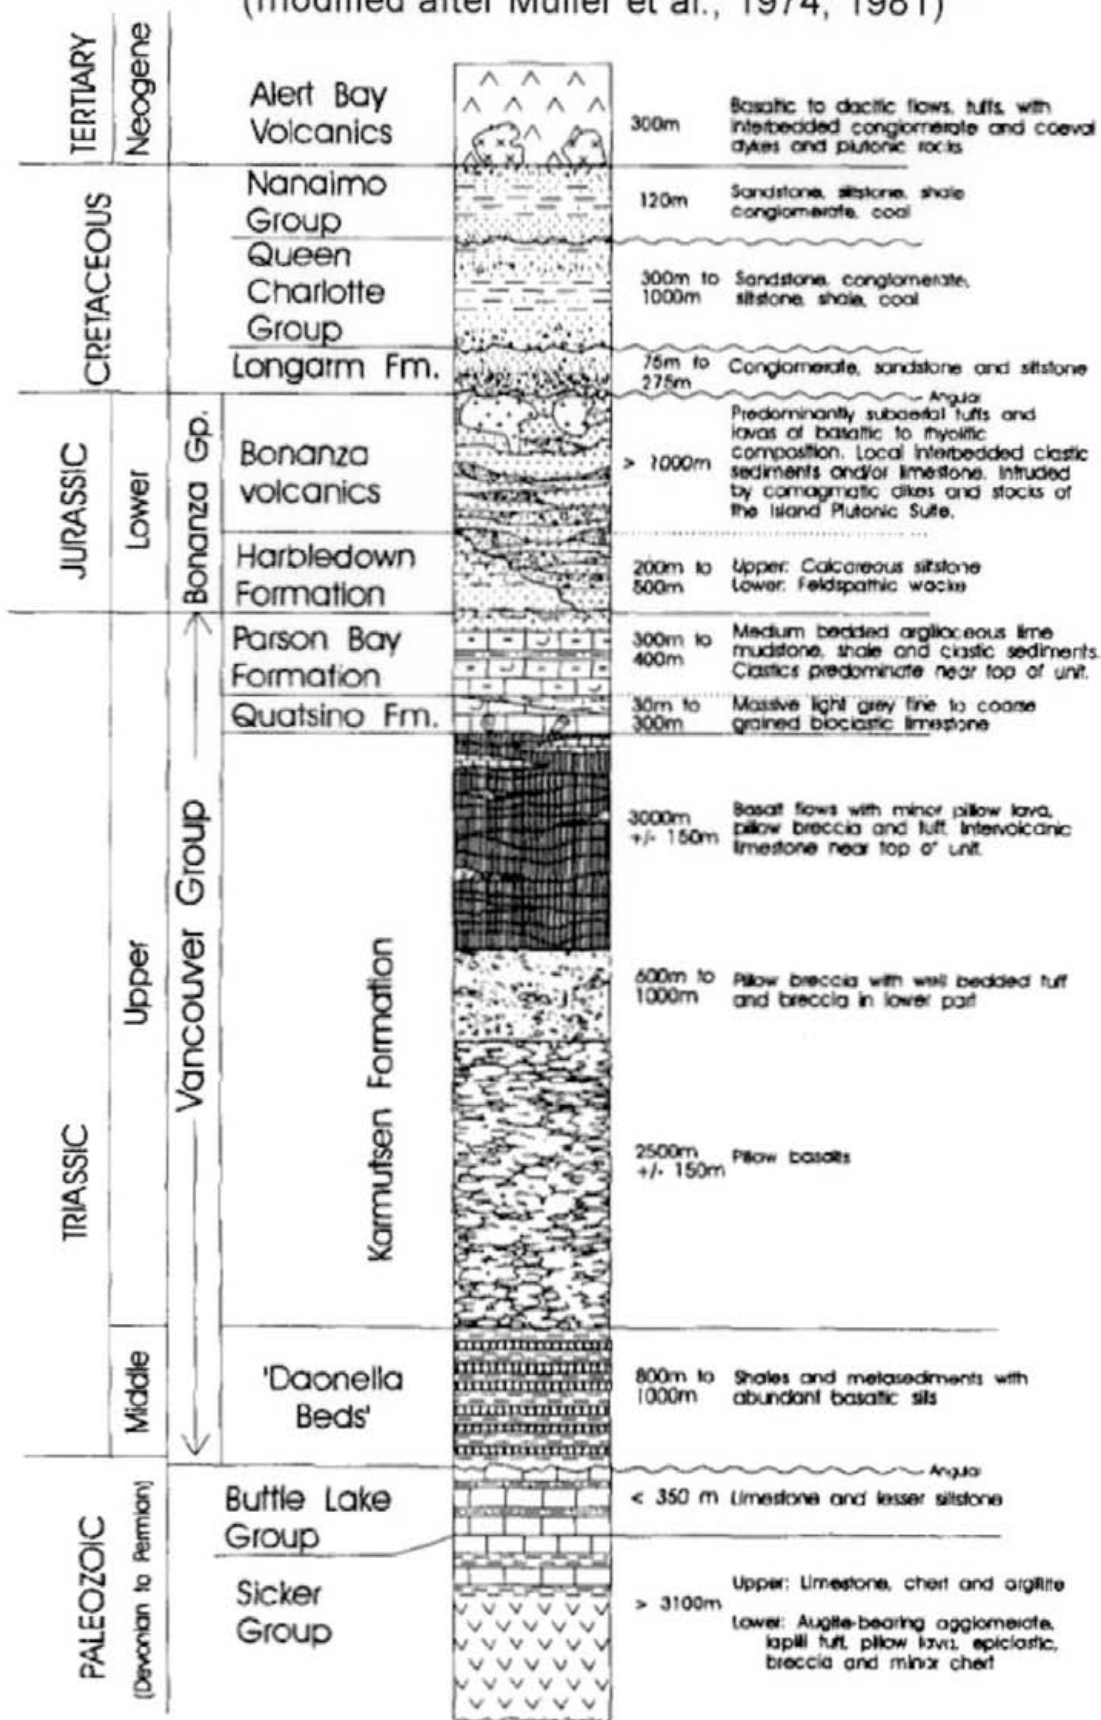 (modified after Muller et al., 1974, 1981)
TERTIARY
Neogene
Alert Bay
Volcanics
300m
Basaltic to dacitic flows, tuffs, with
interbedded conglomerate and coeval
dykes and plutonic rocks
CRETACEOUS
Nanaimo
Group
120m
Sandstone, siltstone, shale
conglomerate, coal
Queen
Charlotte
Group
300m to
1000m
Sandstone, conglomerate,
siltstone, shale, coal
Longarm Fm.
75m to
275m
Conglomerate, sandstone and siltstone
Angular
JURASSIC
Lower
Bonanza Gp.
Bonanza
volcanics
> 1000m
Predominantly subaerial tuffs and
lavas of basaltic to rhyolitic
composition. Local interbedded clastic
sediments and/or limestone. Intruded
by comagmatic dikes and stocks of
the Island Plutonic Suite.
Harbledown
Formation
200m to
500m
Upper: Calcareous siltstone
Lower: Feldspathic wacke
TRIASSIC
Upper
Vancouver Group
Parson Bay
Formation
300m to
400m
Medium bedded argillaceous lime
mudstone, shale and clastic sediments.
Clastics predominate near top of unit.
Quatsino Fm.
30m to
300m
Massive light grey fine to coarse
grained bioclastic limestone
Karmutsen Formation
3000m
+/- 150m
Basalt flows with minor pillow lava,
pillow breccia and tuff. Intervolcanic
limestone near top of unit.
600m to
1000m
Pillow breccia with well bedded tuff
and breccia in lower part
2500m
+/- 150m
Pillow basalts
Middle
'Daonella
Beds'
800m to
1000m
Shales and metasediments with
abundant basaltic sills
Angular
PALEOZOIC
(Devonian to Permian)
Buttle Lake
Group
< 350 m
Limestone and lesser siltstone
Sicker
Group
> 3100m
Upper: Limestone, chert and argillite
Lower: Augite-bearing agglomerate,
lapilli tuff, pillow lava, epiclastic,
breccia and minor chert